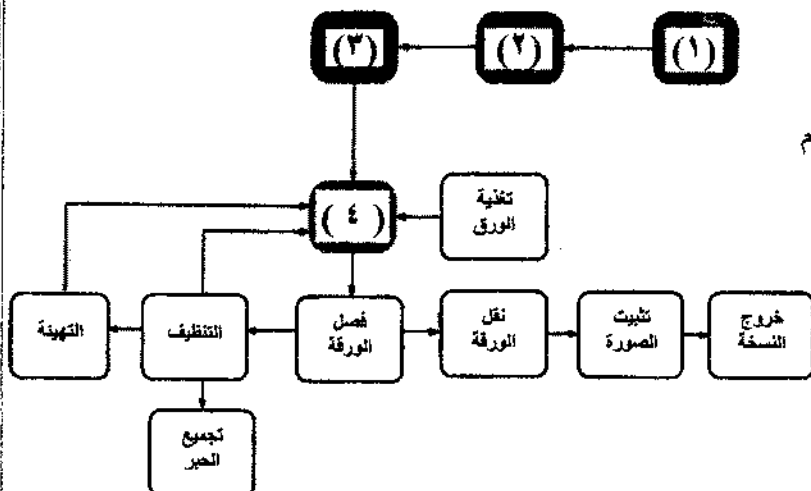 (١)
(٢)
(٣)
م
(٤)
تغذية
الورق
خروج
النسخة
تثبيت
الصورة
نقل
الورقة
فصل
الورقة
التنظيف
التهيئة
تجميع
الحبر